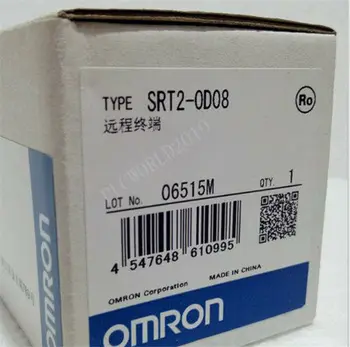 TYPE SRT2-OD08 Ro
远程终端
PLCWORLD2010
LOT No. 06515M QTY. 1
4 547648 610995
OMRON Corporation MADE IN CHINA
OMRON